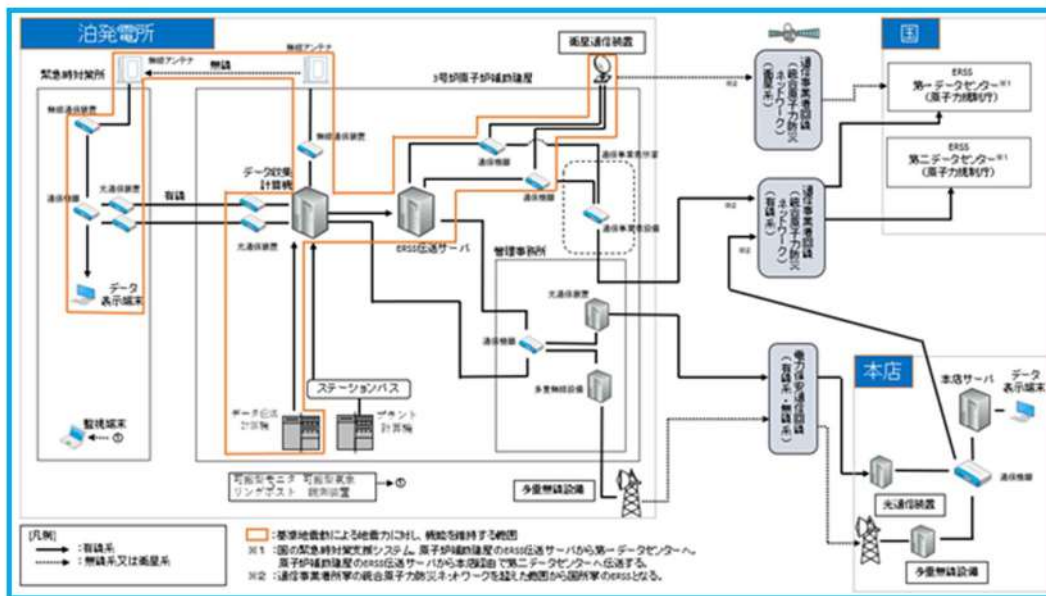 泊発電所
緊急時対策所
無線アンテナ
無線
無線アンテナ
3号炉原子炉補助建屋
衛星通信装置
※2
通信事業者回線
(統合原子力防災
ネットワーク)
(衛星系)
国
ERSS
第一データセンター※1
(原子力規制庁)
ERSS
第二データセンター※1
(原子力規制庁)
無線通信装置
無線通信装置
通信機器
光通信装置
有線
データ収集
計算機
光通信装置
ERSS伝送サーバ
通信機器
通信機器
通信事業者所掌
通信事業者設備
※2
※2
通信事業者回線
(統合原子力防災
ネットワーク)
(有線系)
データ
表示端末
管理事務所
光通信装置
通信機器
多重無線設備
ステーションバス
データ伝送
計算機
プラント
計算機
監視端末
①
可搬型モニタ
リングポスト
可搬型気象
観測装置
①
多重無線設備
電力保安通信回線
(有線系・無線系)
本店
本店サーバ
データ
表示端末
通信機器
光通信装置
多重無線設備
[凡例]
:有線系
:無線系又は衛星系
:基準地震動による地震力に対し、機能を維持する範囲
※1 :国の緊急時対策支援システム。原子炉補助建屋のERSS伝送サーバから第一データセンターへ、
原子炉補助建屋のERSS伝送サーバから本店経由で第二データセンターへ伝送する。
※2 :通信事業者所掌の統合原子力防災ネットワークを超えた範囲から国所掌のERSSとなる。